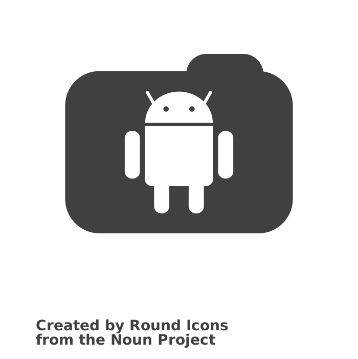 Created by Round Icons
from the Noun Project